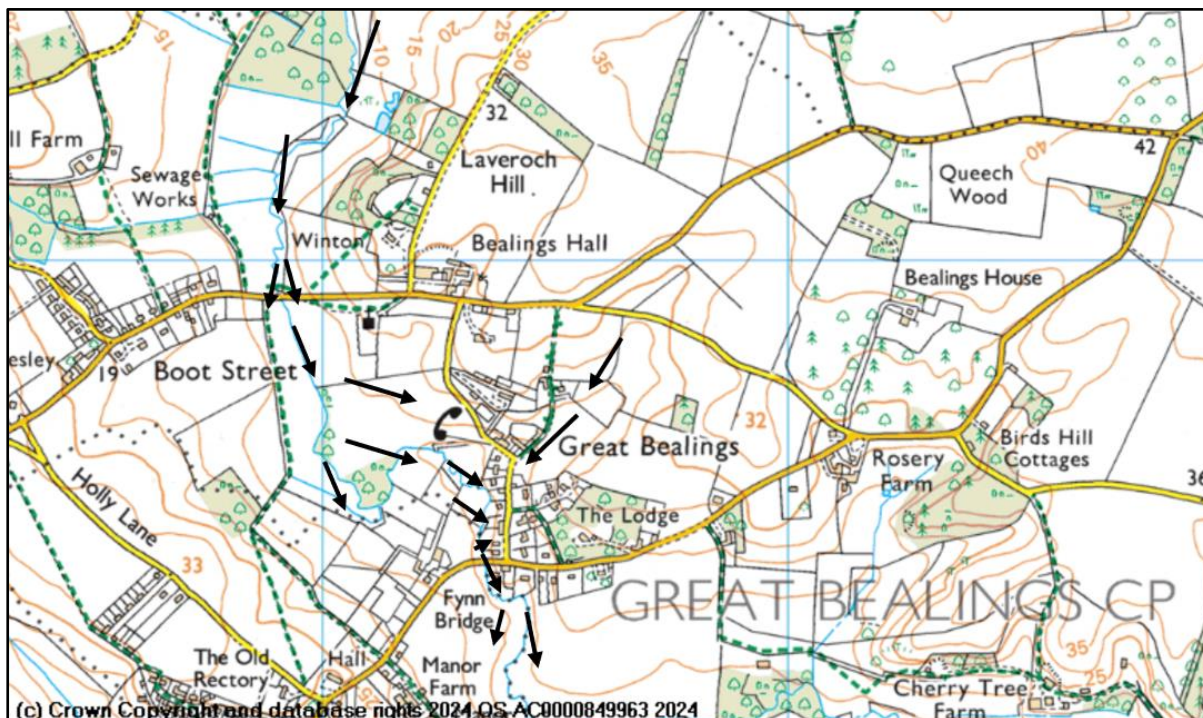 15
10
15
20
25
30
35
32
ll Farm
Sewage
Works
Laveroch
Hill
Queech
Wood
40
42
Winton
Bealings Hall
Bealings House
esley
19
Boot Street
32
Great Bealings
Birds Hill
Cottages
Rosery
Farm
36
Holly Lane
The Lodge
33
GREAT BEALINGS CP
Fynn
Bridge
The Old
Rectory
Hall
15
Manor
Farm
35
25
Cherry Tree
Farm
(c) Crown Copyright and database rights 2024 OS AC0000849963 2024